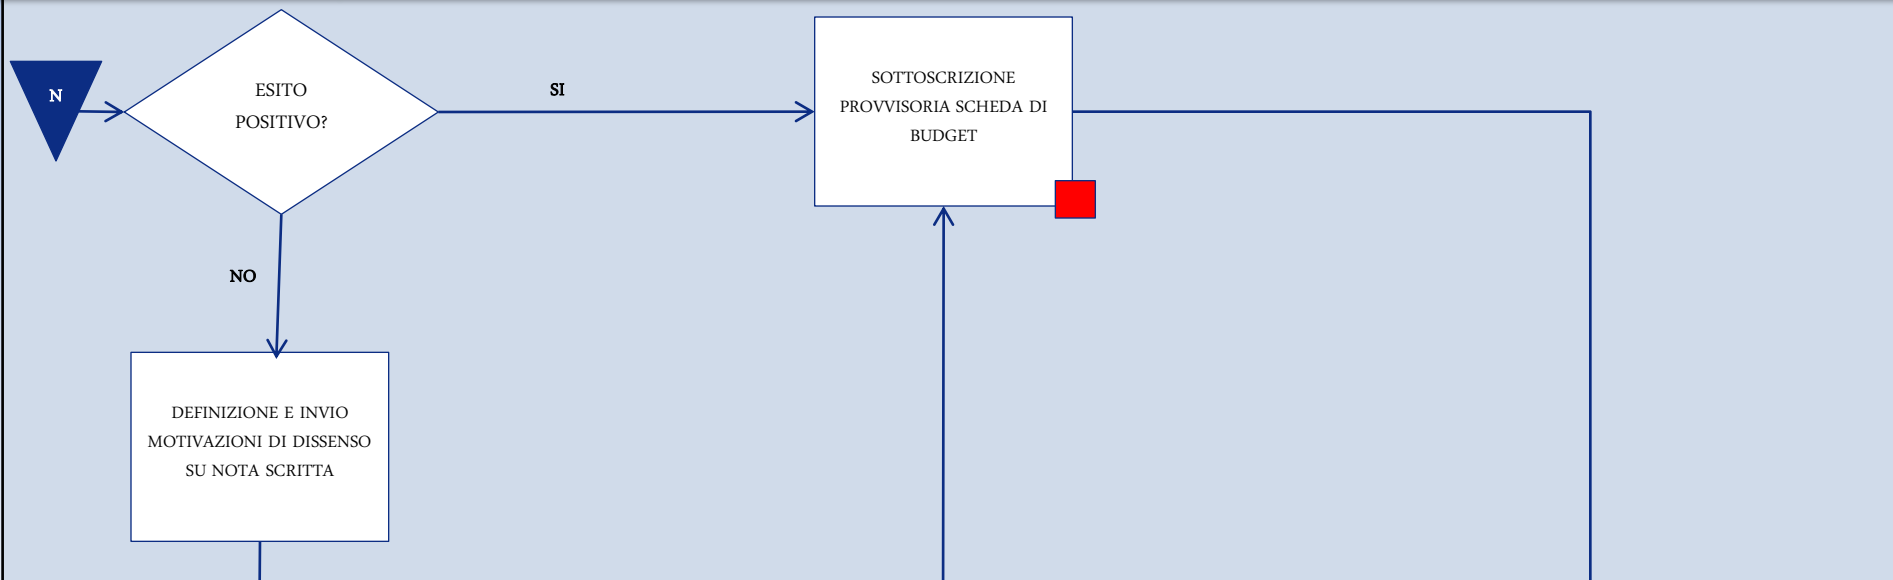 N
ESITO
POSITIVO?
SI
SOTTOSCRIZIONE
PROVVISORIA SCHEDA DI
BUDGET
NO
DEFINIZIONE E INVIO
MOTIVAZIONI DI DISSENSO
SU NOTA SCRITTA